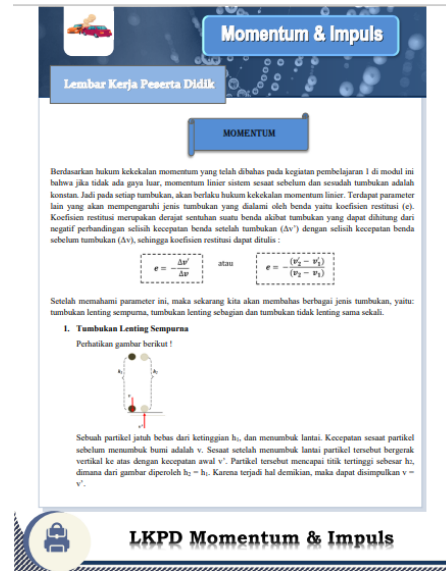 Momentum & Impuls
Lembar Kerja Peserta Didik
MOMENTUM
Berdasarkan hukum kekekalan momentum yang telah dibahas pada kegiatan pembelajaran 1 di modul ini
bahwa jika tidak ada gaya luar, momentum linier sistem sesaat sebelum dan sesudah tumbukan adalah
konstan. Jadi pada setiap tumbukan, akan berlaku hukum kekekalan momentum linier. Terdapat parameter
lain yang akan mempengaruhi jenis tumbukan yang dialami oleh benda yaitu koefisien restitusi (e).
Koefisien restitusi merupakan derajat sentuhan suatu benda akibat tumbukan yang dapat dihitung dari
negatif perbandingan selisih kecepatan benda setelah tumbukan (Δv') dengan selisih kecepatan benda
sebelum tumbukan (Δv), sehingga koefisien restitusi dapat ditulis :
e = − Δv' / Δv atau e = − (v₂' − v₁') / (v₂ − v₁)
Setelah memahami parameter ini, maka sekarang kita akan membahas berbagai jenis tumbukan, yaitu:
tumbukan lenting sempurna, tumbukan lenting sebagian dan tumbukan tidak lenting sama sekali.
1. Tumbukan Lenting Sempurna
Perhatikan gambar berikut !
h₁ h₂
v
v'
Sebuah partikel jatuh bebas dari ketinggian h₁, dan menumbuk lantai. Kecepatan sesaat partikel
sebelum menumbuk bumi adalah v. Sesaat setelah menumbuk lantai partikel tersebut bergerak
vertikal ke atas dengan kecepatan awal v'. Partikel tersebut mencapai titik tertinggi sebesar h₂,
dimana dari gambar diperoleh h₂ = h₁. Karena terjadi hal demikian, maka dapat disimpulkan v =
v'.
LKPD Momentum & Impuls